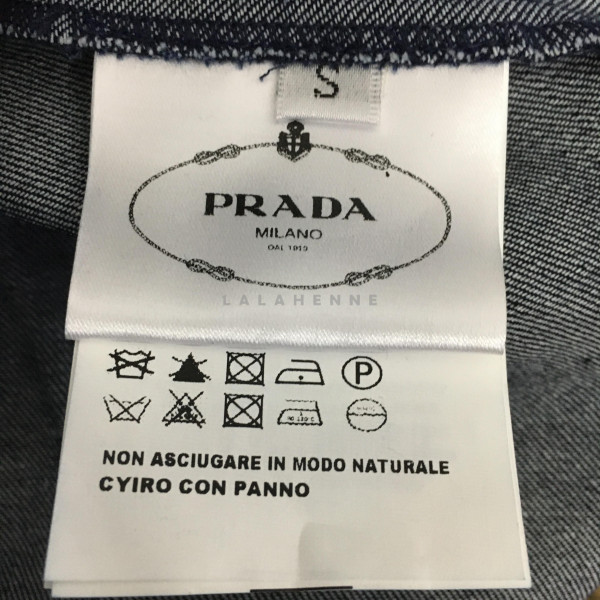 S
PRADA
MILANO
DAL 1913
LALAHENNE
P
NON ASCIUGARE IN MODO NATURALE
CYIRO CON PANNO